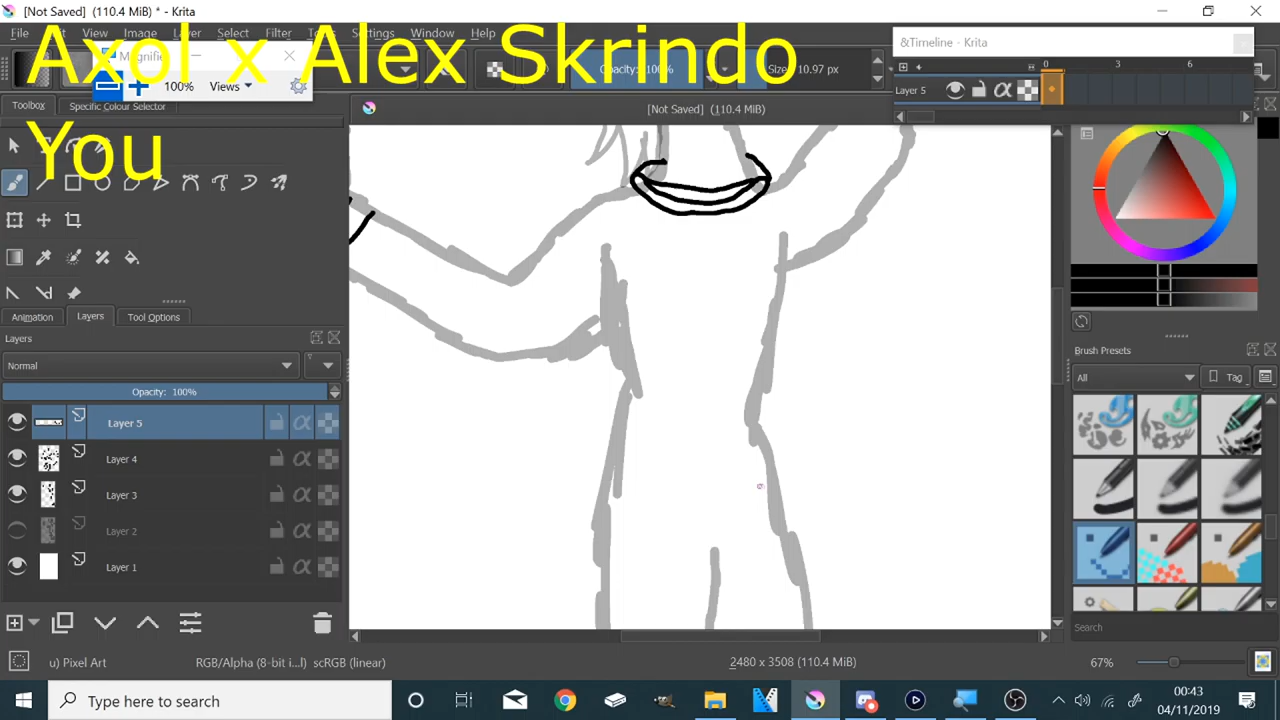 [Not Saved] (110.4 MiB) * - Krita
File Edit View Image Layer Select Filter Tools Settings Window Help
Axol x Alex Skrindo
You
Magnifier
100% Views
Opacity: 100%
Size: 10.97 px
&Timeline - Krita
0 3 6
Layer 5
Toolbox Specific Colour Selector
[Not Saved] (110.4 MiB)
Animation Layers Tool Options
Layers
Normal
Opacity: 100%
Layer 5
Layer 4
Layer 3
Layer 2
Layer 1
Brush Presets
All Tag
Search
u) Pixel Art RGB/Alpha (8-bit i...l) scRGB (linear) 2480 x 3508 (110.4 MiB) 67%
Type here to search
00:43
04/11/2019